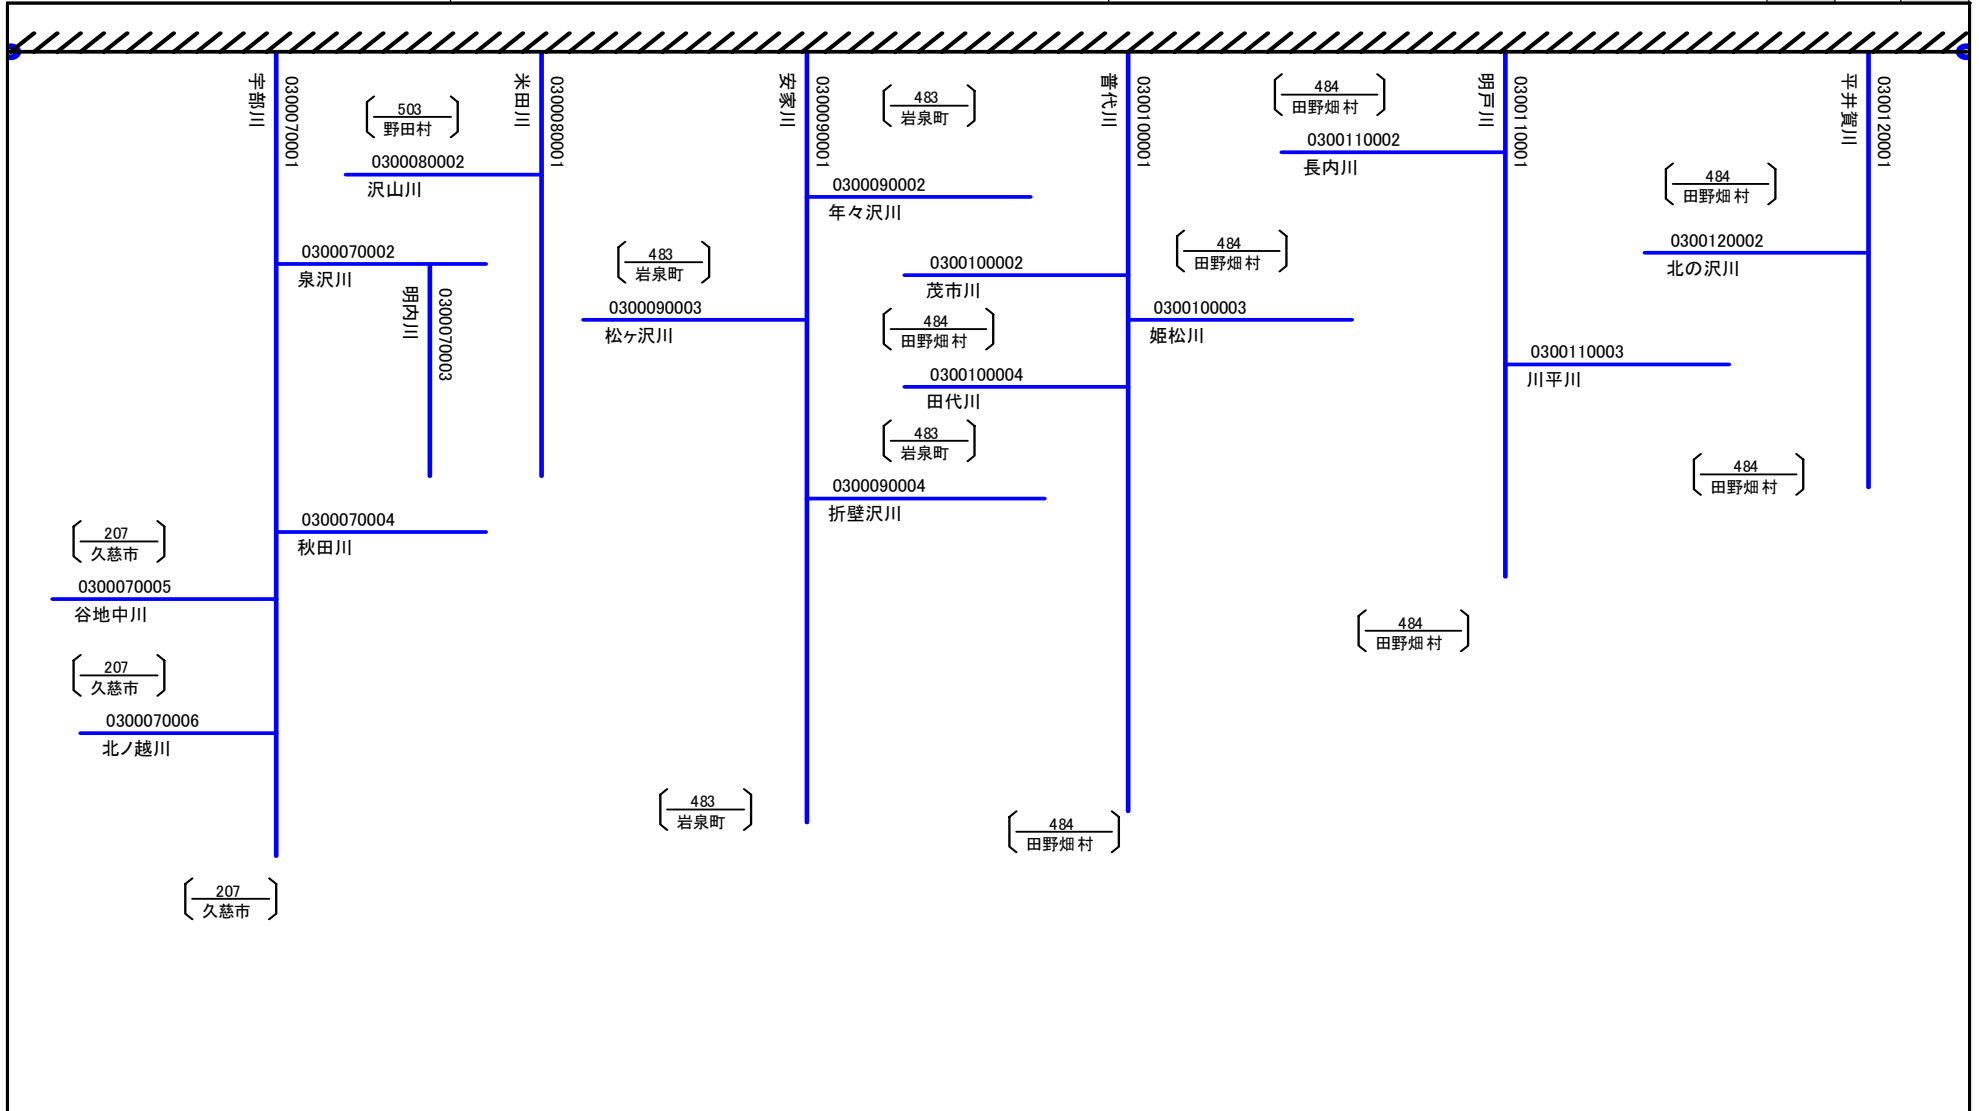 宇部川
0300070001
503
野田村
0300080002
沢山川
米田川
0300080001
0300070002
泉沢川
明内川
0300070003
0300070004
秋田川
207
久慈市
0300070005
谷地中川
207
久慈市
0300070006
北ノ越川
207
久慈市
安家川
0300090001
483
岩泉町
0300090002
年々沢川
483
岩泉町
0300090003
松ヶ沢川
483
岩泉町
0300090004
折壁沢川
483
岩泉町
普代川
0300100001
0300100002
茂市川
484
田野畑村
0300100003
姫松川
484
田野畑村
0300100004
田代川
484
田野畑村
明戸川
0300110001
484
田野畑村
0300110002
長内川
0300110003
川平川
484
田野畑村
平井賀川
0300120001
484
田野畑村
0300120002
北の沢川
484
田野畑村